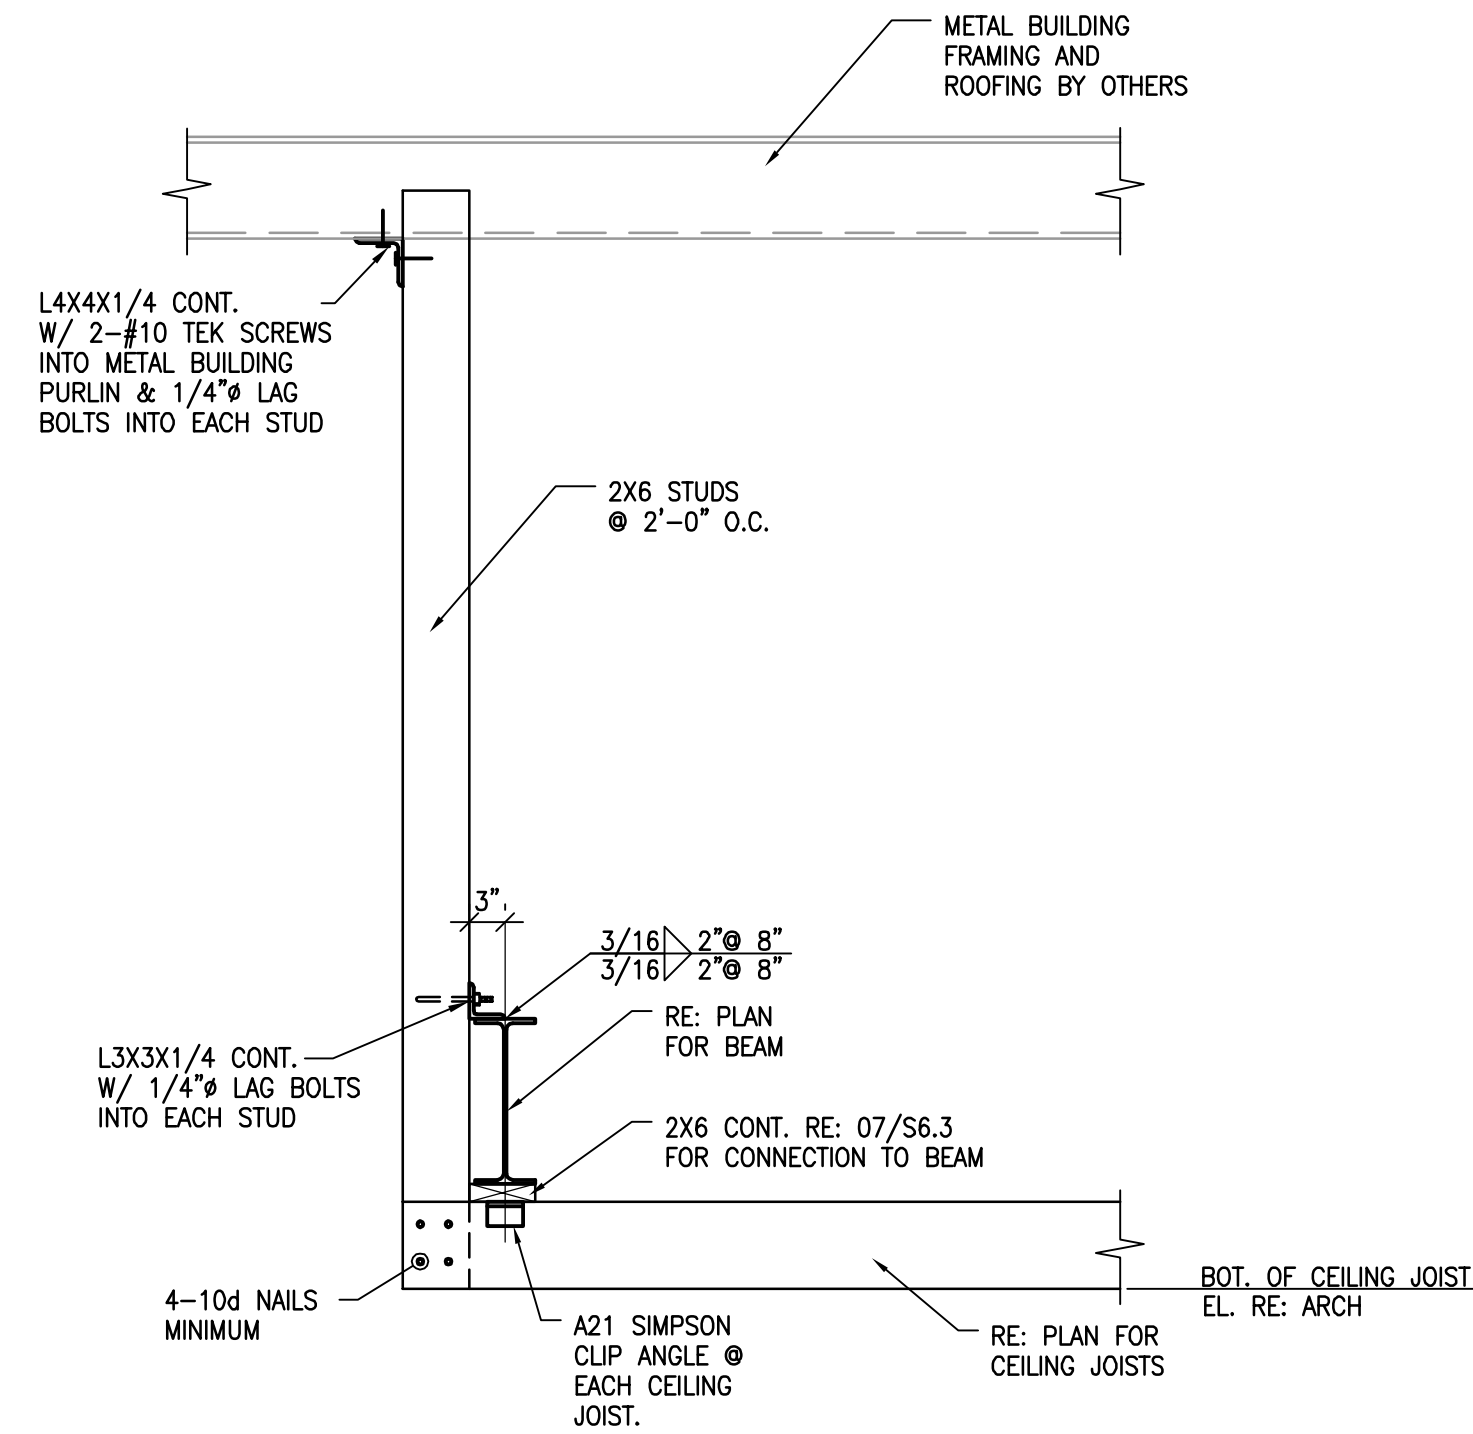 METAL BUILDING
FRAMING AND
ROOFING BY OTHERS
L4X4X1/4 CONT.
W/ 2-#10 TEK SCREWS
INTO METAL BUILDING
PURLIN & 1/4"ø LAG
BOLTS INTO EACH STUD
2X6 STUDS
@ 2'-0" O.C.
3"
3/16 2"@ 8"
3/16 2"@ 8"
RE: PLAN
FOR BEAM
L3X3X1/4 CONT.
W/ 1/4"ø LAG BOLTS
INTO EACH STUD
2X6 CONT. RE: 07/S6.3
FOR CONNECTION TO BEAM
4-10d NAILS
MINIMUM
A21 SIMPSON
CLIP ANGLE @
EACH CEILING
JOIST.
RE: PLAN FOR
CEILING JOISTS
BOT. OF CEILING JOIST
EL. RE: ARCH